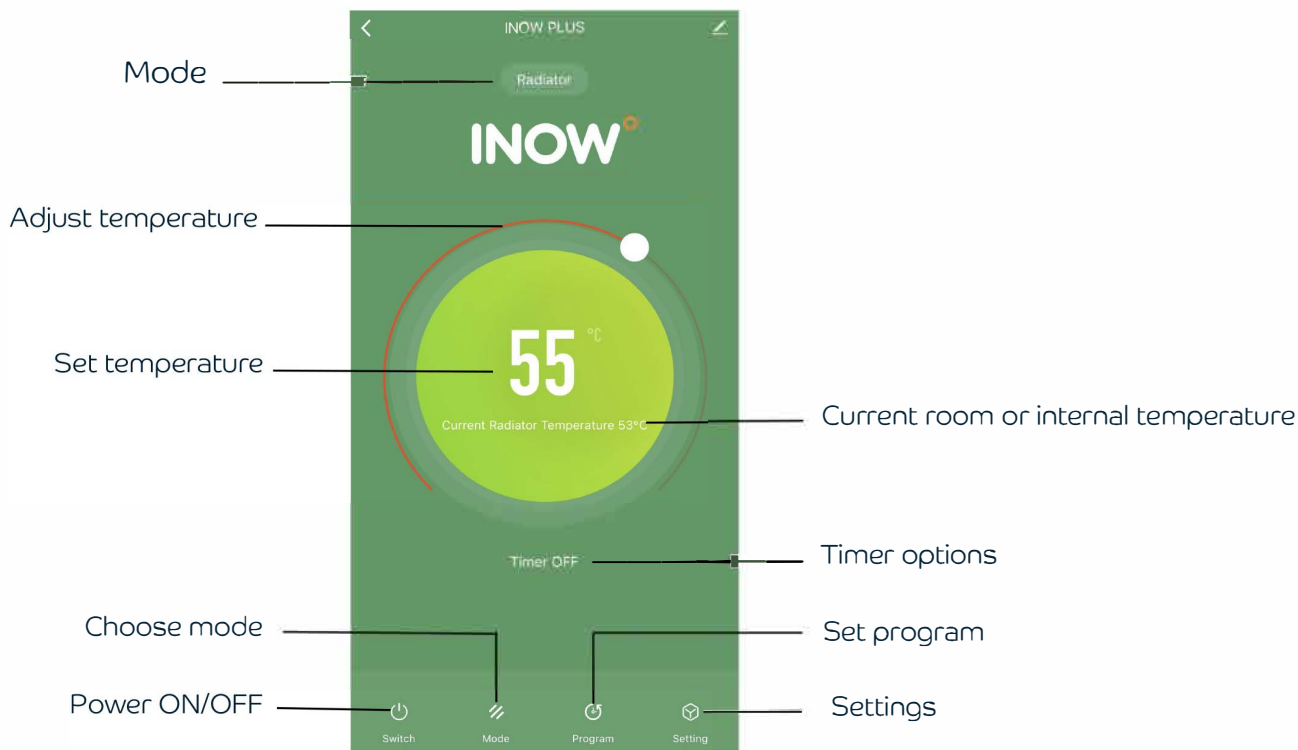 INOW PLUS
Mode
Radiator
INOW
Adjust temperature
55 °C
Set temperature
Current Radiator Temperature 53°C
Current room or internal temperature
Timer OFF
Timer options
Choose mode
Set program
Power ON/OFF
Settings
Switch
Mode
Program
Setting